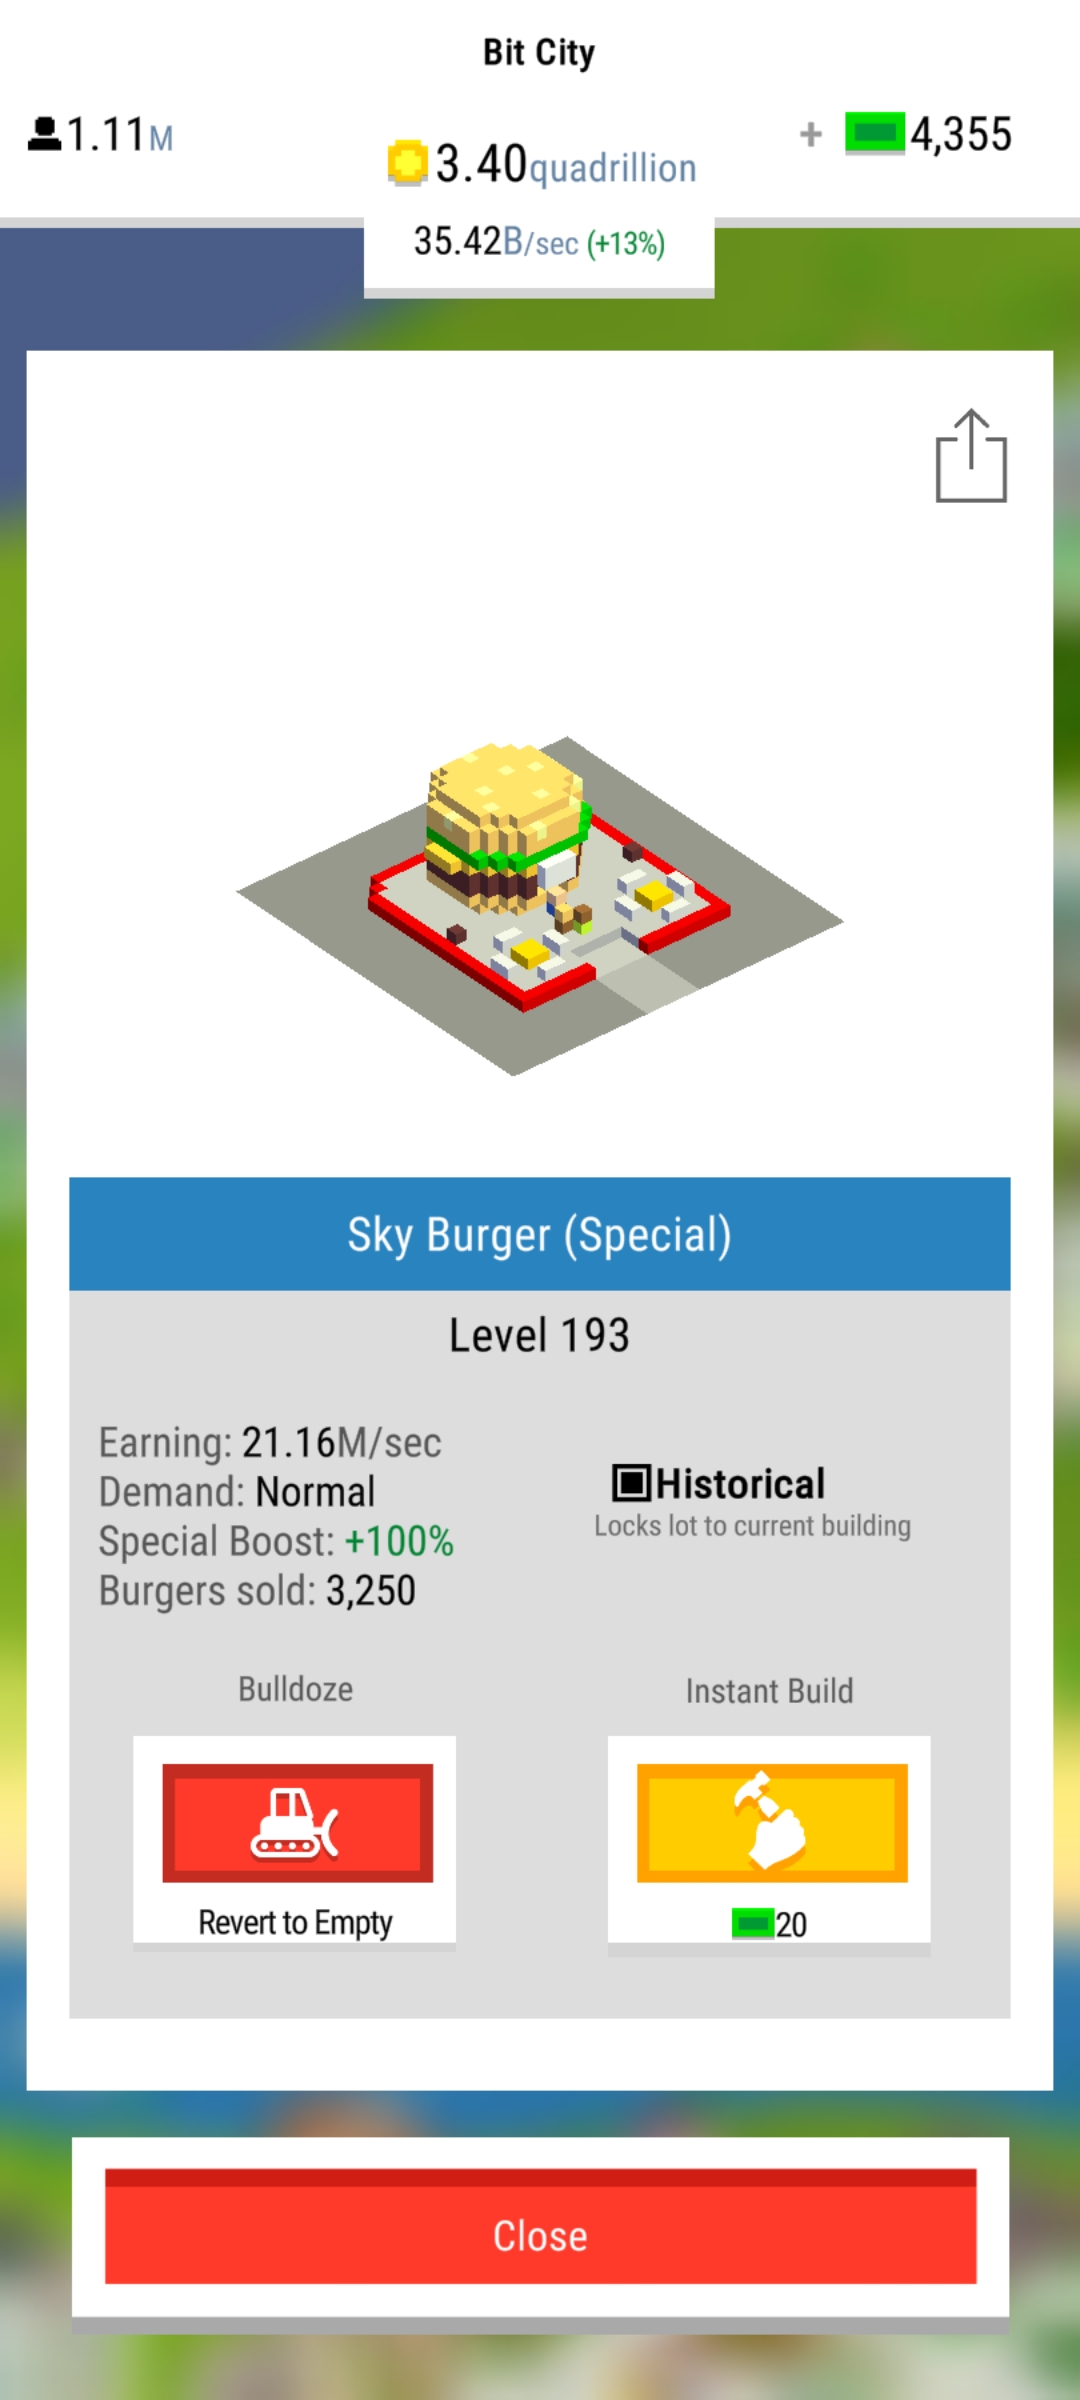 Bit City
1.11M
+ 4,355
3.40quadrillion
35.42B/sec (+13%)
Sky Burger (Special)
Level 193
Earning: 21.16M/sec
Demand: Normal
Special Boost: +100%
Burgers sold: 3,250
Historical
Locks lot to current building
Bulldoze
Instant Build
Revert to Empty
20
Close